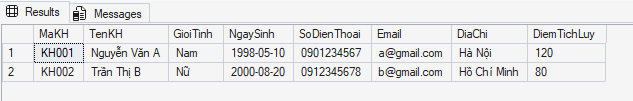 Results Messages
MaKH TenKH GioiTinh NgaySinh SoDienThoai Email DiaChi DiemTichLuy
1 KH001 Nguyễn Văn A Nam 1998-05-10 0901234567 a@gmail.com Hà Nội 120
2 KH002 Trần Thị B Nữ 2000-08-20 0912345678 b@gmail.com Hồ Chí Minh 80